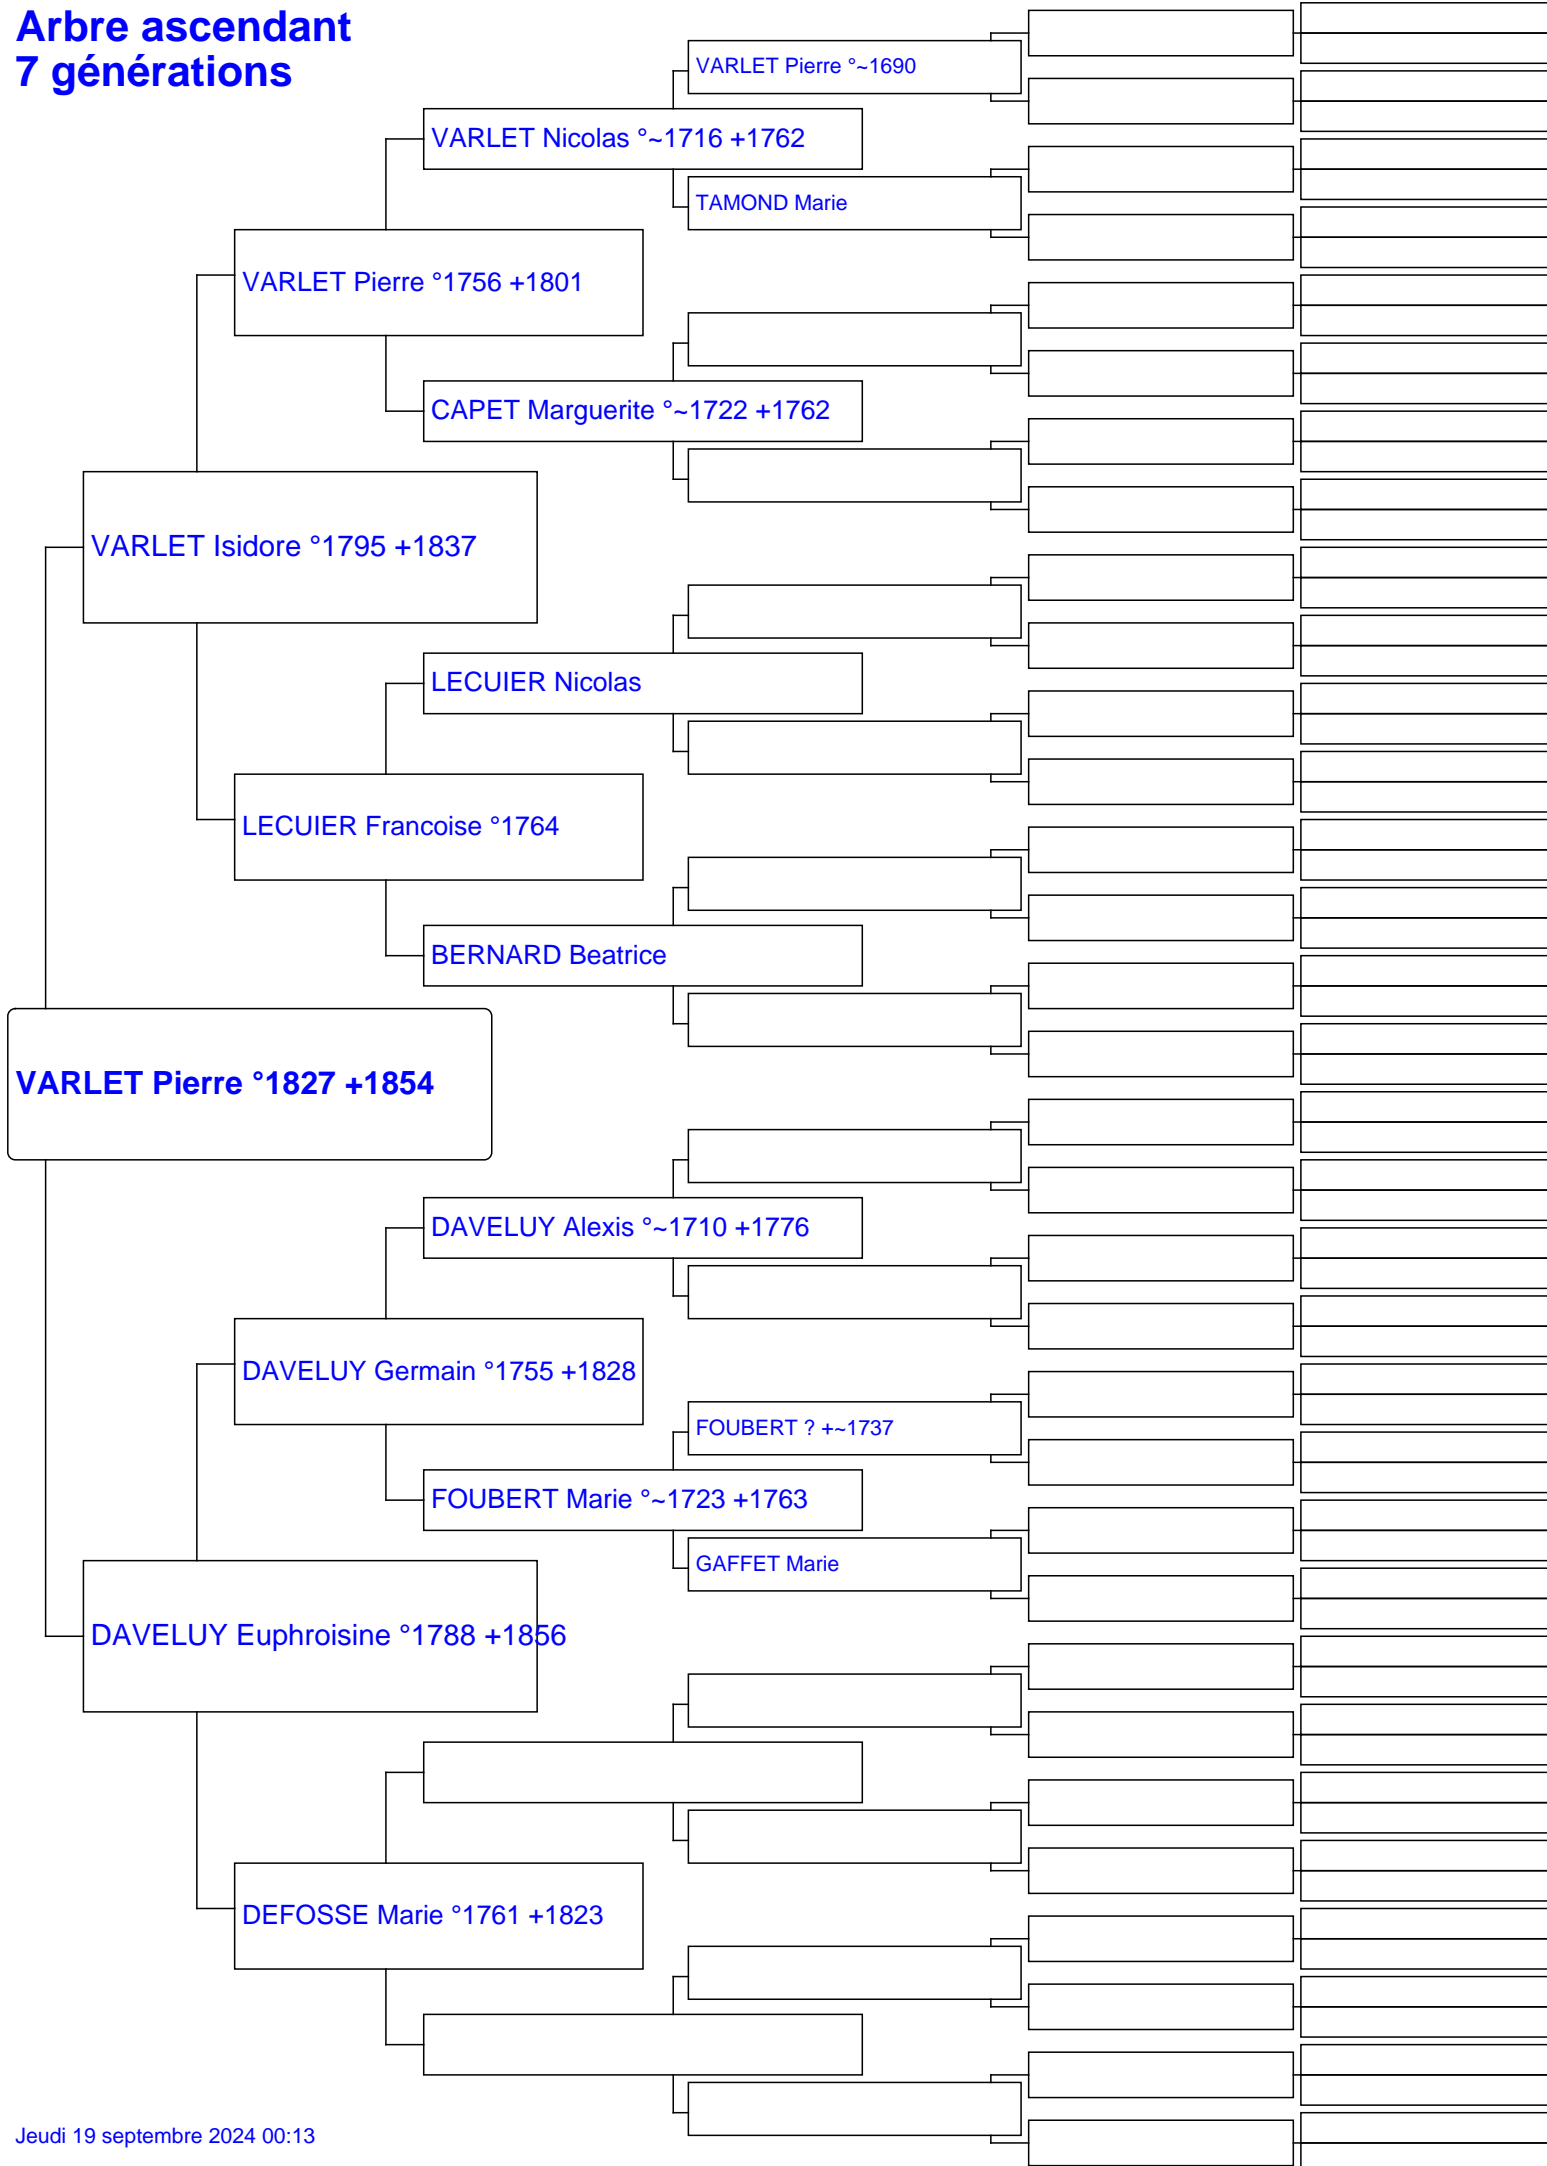 Arbre ascendant
7 générations
VARLET Pierre °~1690
VARLET Nicolas °~1716 +1762
TAMOND Marie
VARLET Pierre °1756 +1801
CAPET Marguerite °~1722 +1762
VARLET Isidore °1795 +1837
LECUIER Nicolas
LECUIER Francoise °1764
BERNARD Beatrice
VARLET Pierre °1827 +1854
DAVELUY Alexis °~1710 +1776
DAVELUY Germain °1755 +1828
FOUBERT ? +~1737
FOUBERT Marie °~1723 +1763
GAFFET Marie
DAVELUY Euphroisine °1788 +1856
DEFOSSE Marie °1761 +1823
Jeudi 19 septembre 2024 00:13